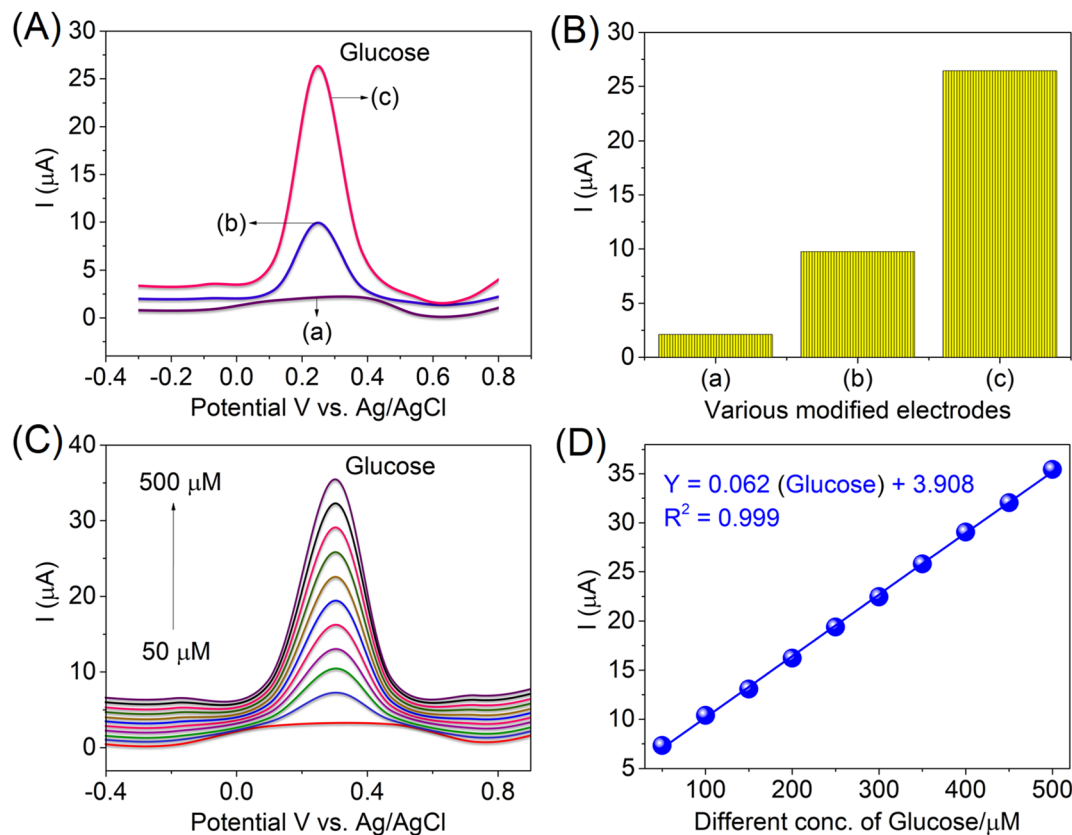 (A)
30
25
20
15
10
5
0
I (μA)
Glucose
(c)
(b)
(a)
-0.4 -0.2 0.0 0.2 0.4 0.6 0.8
Potential V vs. Ag/AgCl
(B)
30
25
20
15
10
5
0
I (μA)
(a) (b) (c)
Various modified electrodes
(C)
40
30
20
10
0
I (μA)
Glucose
500 μM
50 μM
-0.4 0.0 0.4 0.8
Potential V vs. Ag/AgCl
(D)
35
30
25
20
15
10
5
I (μA)
Y = 0.062 (Glucose) + 3.908
R² = 0.999
100 200 300 400 500
Different conc. of Glucose/μM